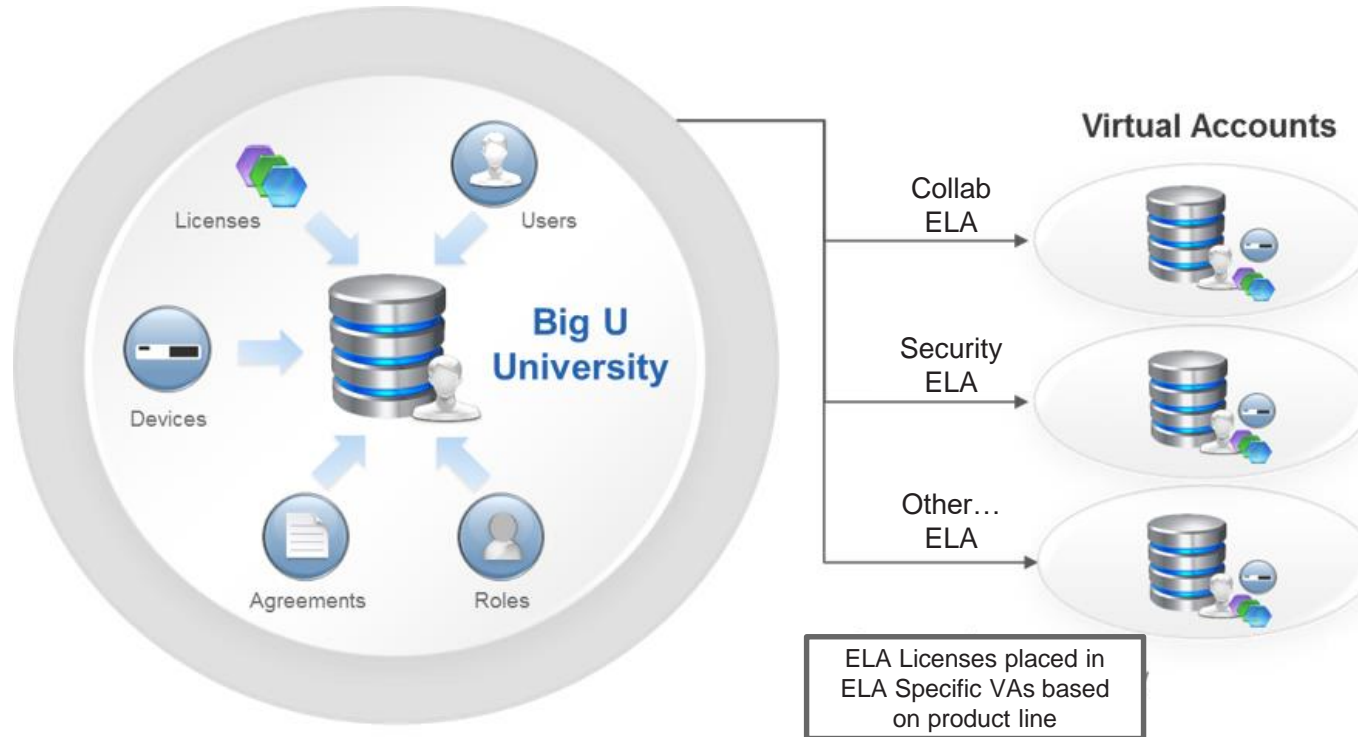 Licenses
Users
Big U
University
Devices
Agreements
Roles
Virtual Accounts
Collab
ELA
Security
ELA
Other…
ELA
ELA Licenses placed in
ELA Specific VAs based
on product line